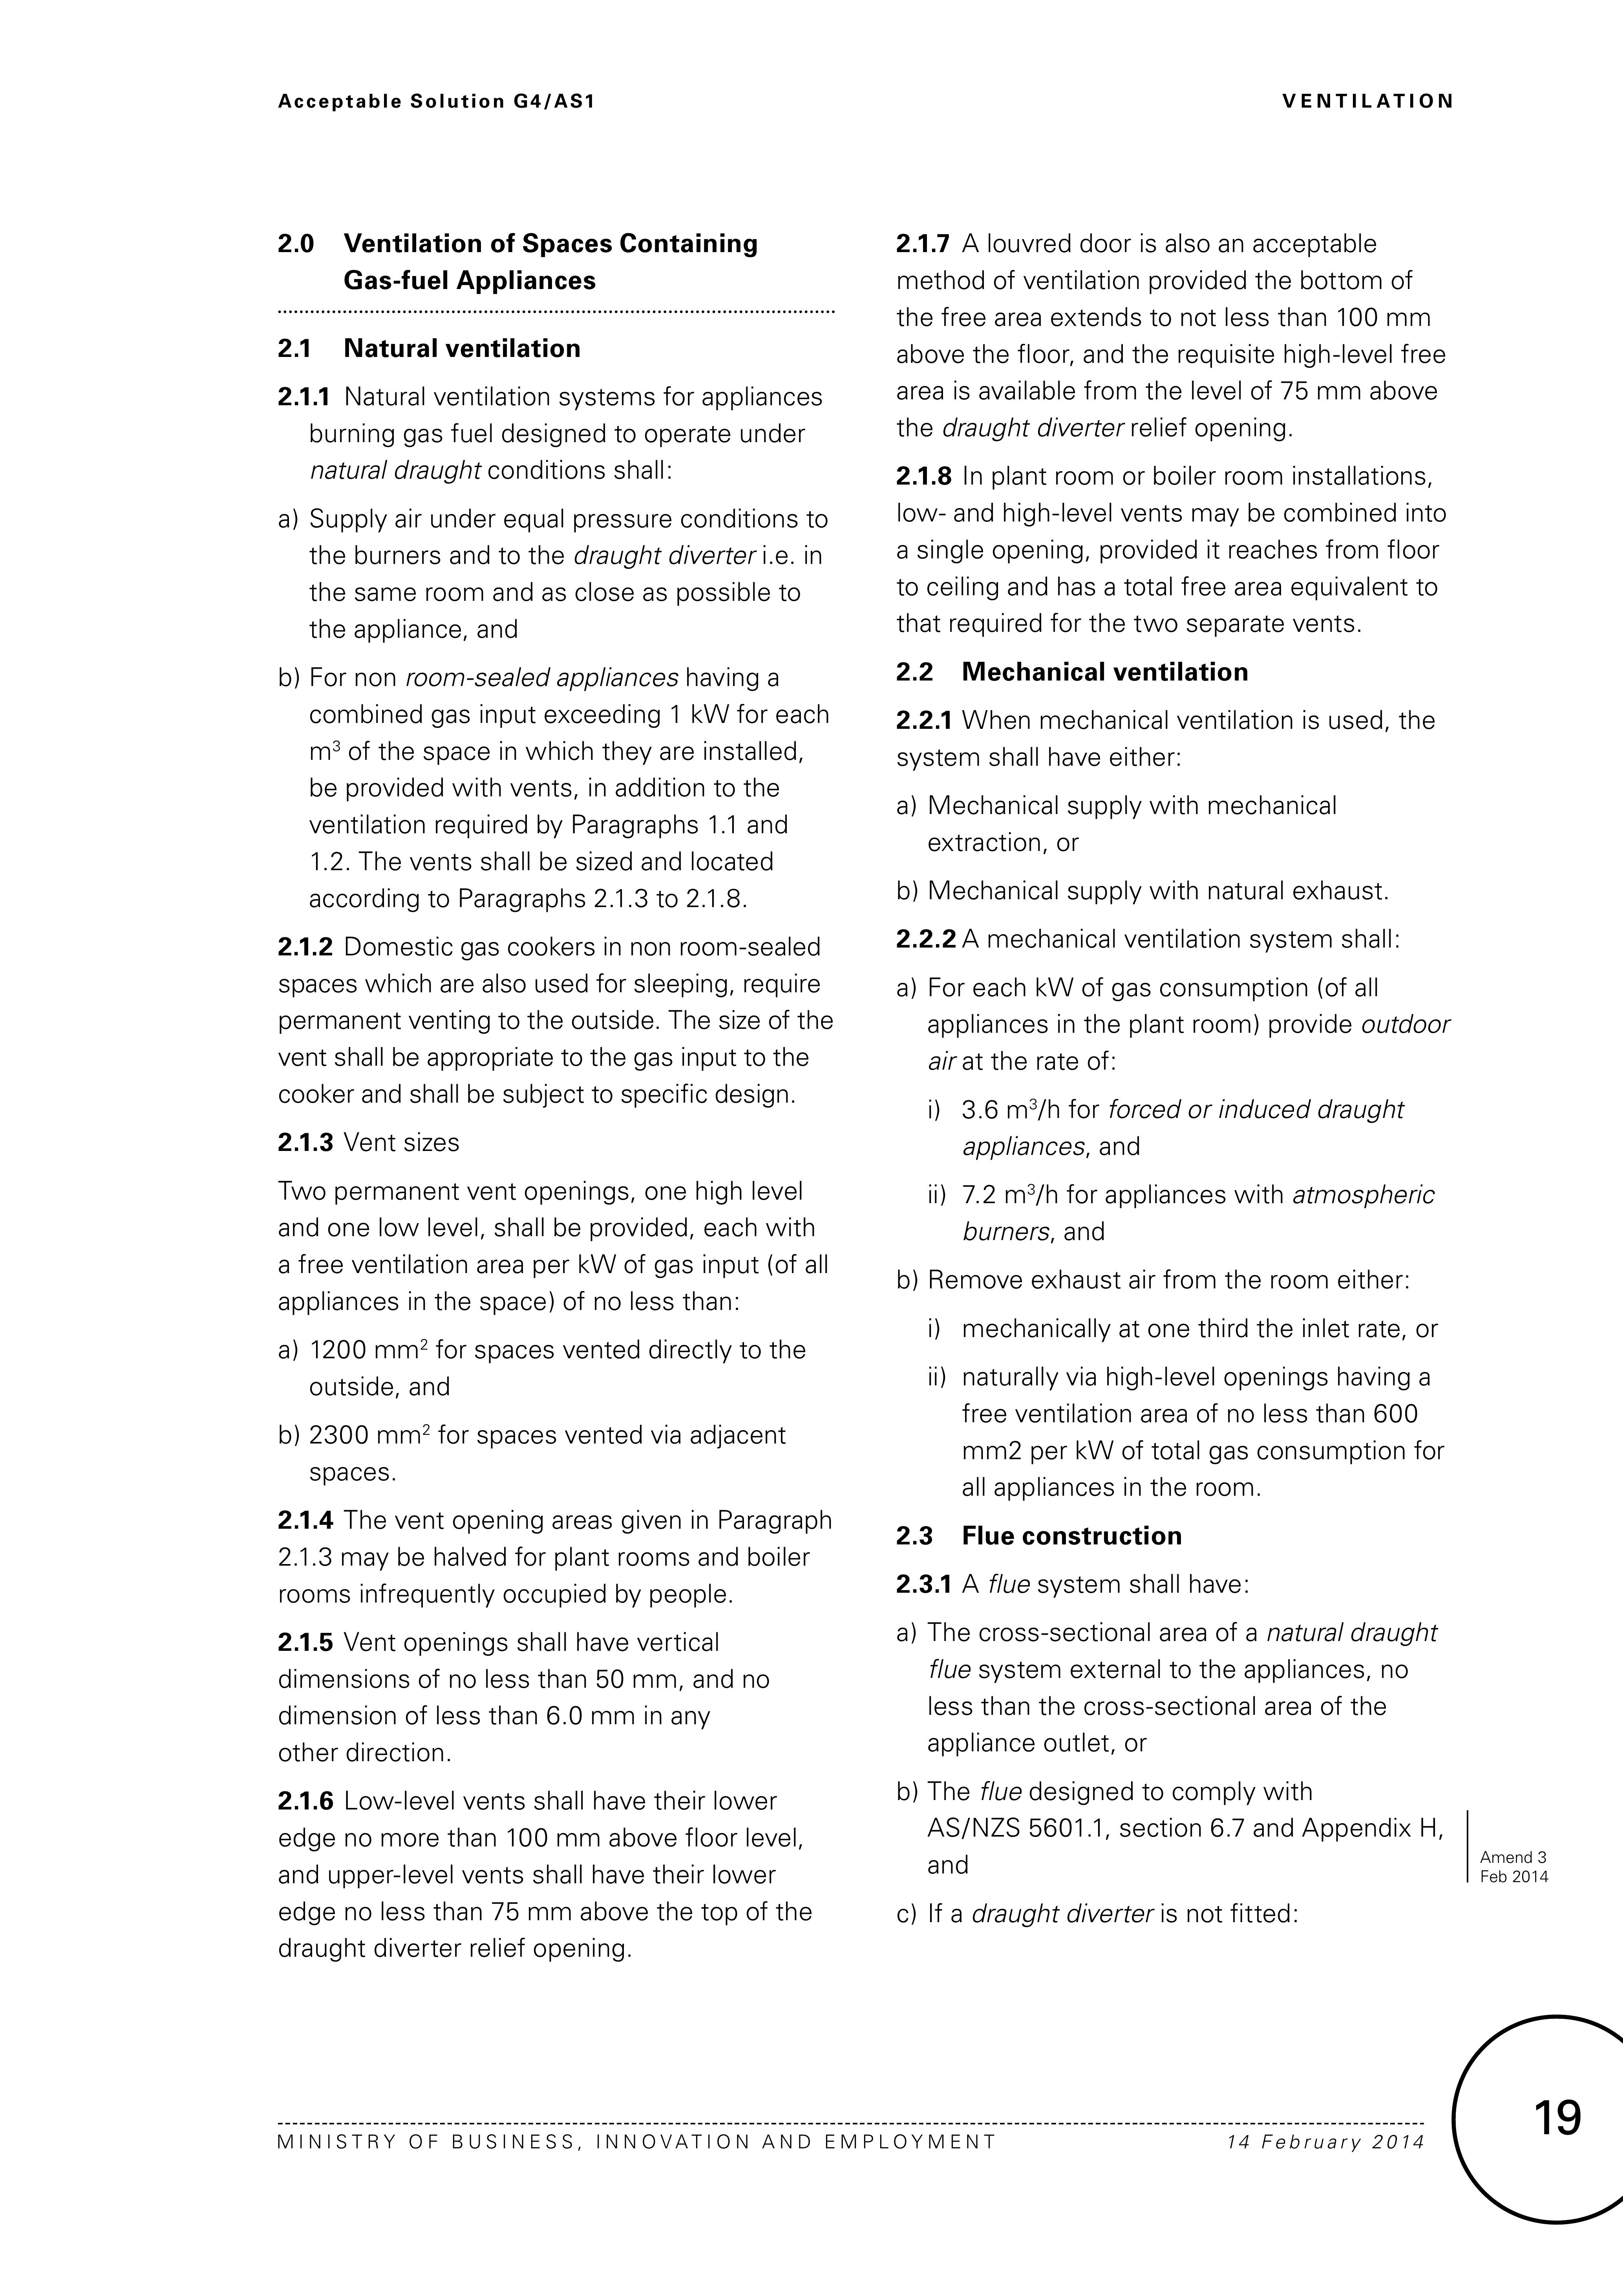 Acceptable Solution G4/AS1
VENTILATION
2.0 Ventilation of Spaces Containing
Gas-fuel Appliances
2.1 Natural ventilation
2.1.1 Natural ventilation systems for appliances
burning gas fuel designed to operate under
natural draught conditions shall:
a) Supply air under equal pressure conditions to
the burners and to the draught diverter i.e. in
the same room and as close as possible to
the appliance, and
b) For non room-sealed appliances having a
combined gas input exceeding 1 kW for each
m³ of the space in which they are installed,
be provided with vents, in addition to the
ventilation required by Paragraphs 1.1 and
1.2. The vents shall be sized and located
according to Paragraphs 2.1.3 to 2.1.8.
2.1.2 Domestic gas cookers in non room-sealed
spaces which are also used for sleeping, require
permanent venting to the outside. The size of the
vent shall be appropriate to the gas input to the
cooker and shall be subject to specific design.
2.1.3 Vent sizes
Two permanent vent openings, one high level
and one low level, shall be provided, each with
a free ventilation area per kW of gas input (of all
appliances in the space) of no less than:
a) 1200 mm² for spaces vented directly to the
outside, and
b) 2300 mm² for spaces vented via adjacent
spaces.
2.1.4 The vent opening areas given in Paragraph
2.1.3 may be halved for plant rooms and boiler
rooms infrequently occupied by people.
2.1.5 Vent openings shall have vertical
dimensions of no less than 50 mm, and no
dimension of less than 6.0 mm in any
other direction.
2.1.6 Low-level vents shall have their lower
edge no more than 100 mm above floor level,
and upper-level vents shall have their lower
edge no less than 75 mm above the top of the
draught diverter relief opening.
2.1.7 A louvred door is also an acceptable
method of ventilation provided the bottom of
the free area extends to not less than 100 mm
above the floor, and the requisite high-level free
area is available from the level of 75 mm above
the draught diverter relief opening.
2.1.8 In plant room or boiler room installations,
low- and high-level vents may be combined into
a single opening, provided it reaches from floor
to ceiling and has a total free area equivalent to
that required for the two separate vents.
2.2 Mechanical ventilation
2.2.1 When mechanical ventilation is used, the
system shall have either:
a) Mechanical supply with mechanical
extraction, or
b) Mechanical supply with natural exhaust.
2.2.2 A mechanical ventilation system shall:
a) For each kW of gas consumption (of all
appliances in the plant room) provide outdoor
air at the rate of:
i) 3.6 m³/h for forced or induced draught
appliances, and
ii) 7.2 m³/h for appliances with atmospheric
burners, and
b) Remove exhaust air from the room either:
i) mechanically at one third the inlet rate, or
ii) naturally via high-level openings having a
free ventilation area of no less than 600
mm2 per kW of total gas consumption for
all appliances in the room.
2.3 Flue construction
2.3.1 A flue system shall have:
a) The cross-sectional area of a natural draught
flue system external to the appliances, no
less than the cross-sectional area of the
appliance outlet, or
b) The flue designed to comply with
AS/NZS 5601.1, section 6.7 and Appendix H,
and
Amend 3
Feb 2014
c) If a draught diverter is not fitted:
MINISTRY OF BUSINESS, INNOVATION AND EMPLOYMENT
14 February 2014
19